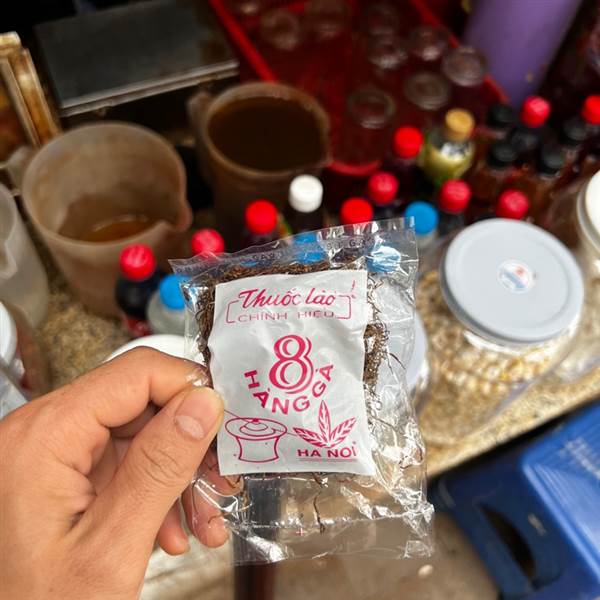 Thuốc lào
CHÍNH HIỆU
8
HÀNG GÀ
HÀ NỘI